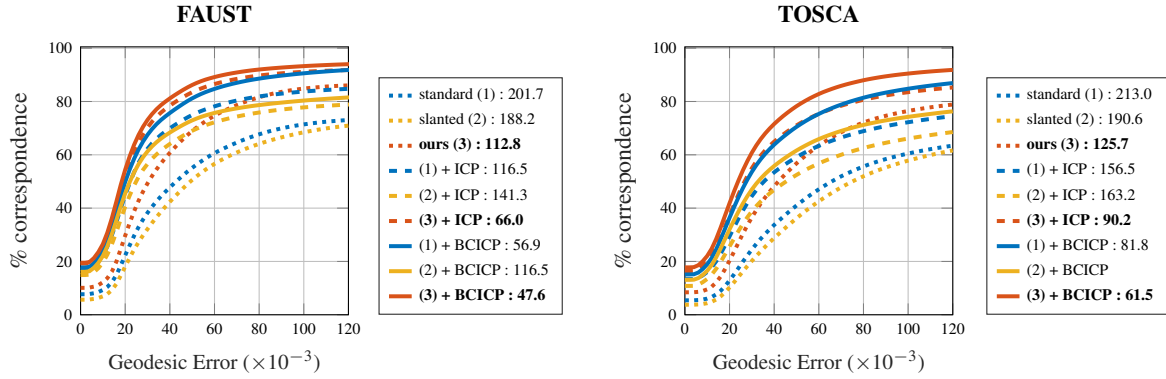 FAUST
100
80
60
40
20
0
0 20 40 60 80 100 120
% correspondence
Geodesic Error (×10⁻³)
standard (1) : 201.7
slanted (2) : 188.2
ours (3) : 112.8
(1) + ICP : 116.5
(2) + ICP : 141.3
(3) + ICP : 66.0
(1) + BCICP : 56.9
(2) + BCICP : 116.5
(3) + BCICP : 47.6
TOSCA
100
80
60
40
20
0
0 20 40 60 80 100 120
% correspondence
Geodesic Error (×10⁻³)
standard (1) : 213.0
slanted (2) : 190.6
ours (3) : 125.7
(1) + ICP : 156.5
(2) + ICP : 163.2
(3) + ICP : 90.2
(1) + BCICP : 81.8
(2) + BCICP
(3) + BCICP : 61.5